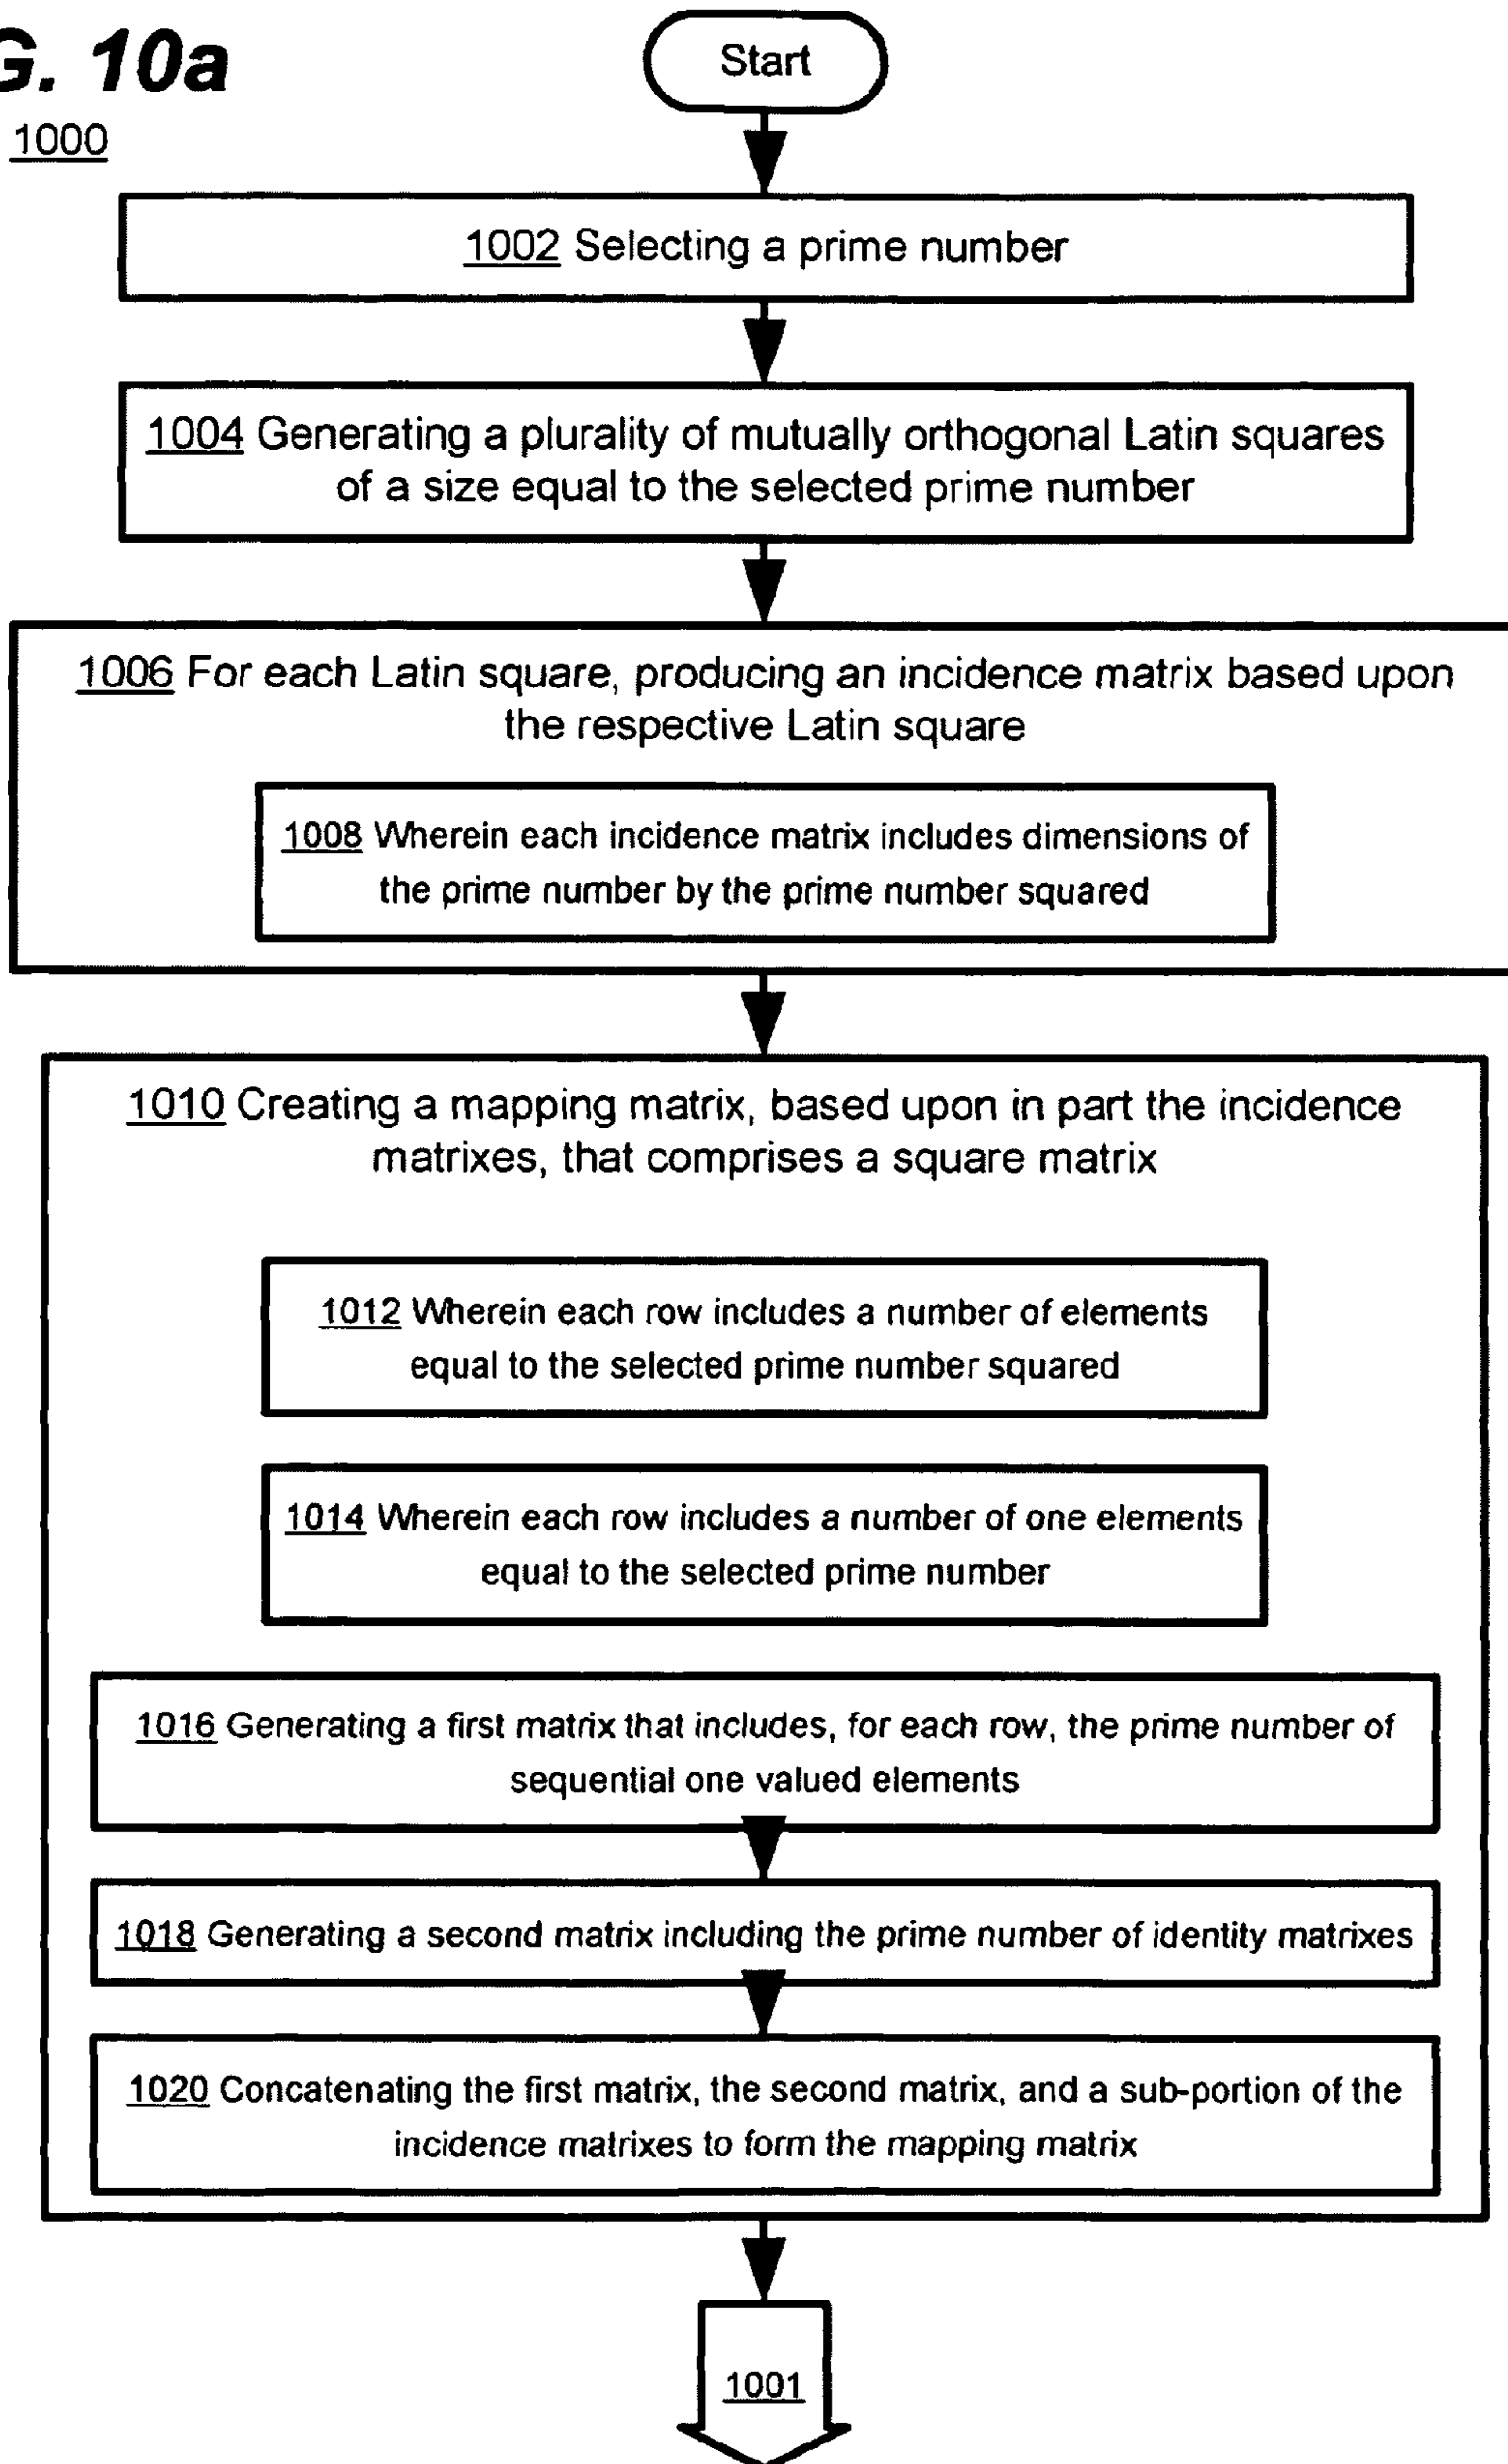 G. 10a
1000
Start
1002 Selecting a prime number
1004 Generating a plurality of mutually orthogonal Latin squares
of a size equal to the selected prime number
1006 For each Latin square, producing an incidence matrix based upon
the respective Latin square
1008 Wherein each incidence matrix includes dimensions of
the prime number by the prime number squared
1010 Creating a mapping matrix, based upon in part the incidence
matrixes, that comprises a square matrix
1012 Wherein each row includes a number of elements
equal to the selected prime number squared
1014 Wherein each row includes a number of one elements
equal to the selected prime number
1016 Generating a first matrix that includes, for each row, the prime number of
sequential one valued elements
1018 Generating a second matrix including the prime number of identity matrixes
1020 Concatenating the first matrix, the second matrix, and a sub-portion of the
incidence matrixes to form the mapping matrix
1001